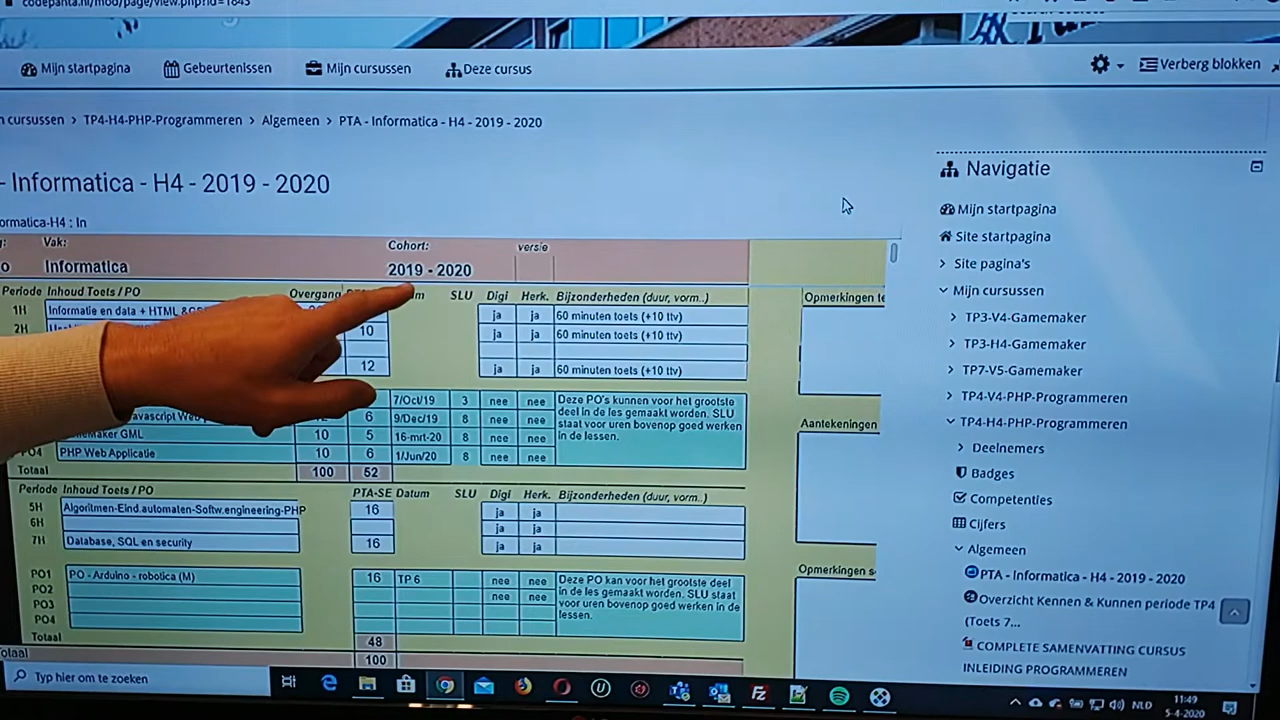 codepanta.nl/mod/page/view.php?id=1843
Mijn startpagina Gebeurtenissen Mijn cursussen Deze cursus Verberg blokken
cursussen > TP4-H4-PHP-Programmeren > Algemeen > PTA - Informatica - H4 - 2019 - 2020
- Informatica - H4 - 2019 - 2020
ormatica-H4 : In
Vak: Cohort: versie
Informatica 2019 - 2020
Periode Inhoud Toets / PO Overgang SLU Digi Herk. Bijzonderheden (duur, vorm..)
1H Informatie en data + HTML ja ja 60 minuten toets (+10 ttv)
2H 10 ja ja 60 minuten toets (+10 ttv)
12 ja ja 60 minuten toets (+10 ttv)
7/Oct/19 3 nee nee Deze PO's kunnen voor het grootste
6 9/Dec/19 8 nee nee deel in de les gemaakt worden. SLU
GML 10 5 16-mrt-20 8 nee nee staat voor uren bovenop goed werken
PO4 PHP Web Applicatie 10 6 1/Jun/20 8 nee nee in de lessen.
Totaal 100 52
Periode Inhoud Toets / PO PTA-SE Datum SLU Digi Herk. Bijzonderheden (duur, vorm..)
5H Algoritmen-Eind.automaten-Softw.engineering-PHP 16 ja ja
6H ja ja
7H Database, SQL en security 16 ja ja
PO1 PO - Arduino - robotica (M) 16 TP 6 nee nee Deze PO kan voor het grootste deel
PO2 nee nee in de les gemaakt worden. SLU staat
PO3 voor uren bovenop goed werken in de
PO4 lessen.
Totaal 48
otaal 100
Opmerkingen te
Aantekeningen
Opmerkingen s
Navigatie
Mijn startpagina
Site startpagina
Site pagina's
Mijn cursussen
TP3-V4-Gamemaker
TP3-H4-Gamemaker
TP7-V5-Gamemaker
TP4-V4-PHP-Programmeren
TP4-H4-PHP-Programmeren
Deelnemers
Badges
Competenties
Cijfers
Algemeen
PTA - Informatica - H4 - 2019 - 2020
Overzicht Kennen & Kunnen periode TP4
(Toets 7...
COMPLETE SAMENVATTING CURSUS
INLEIDING PROGRAMMEREN
Typ hier om te zoeken
NLD 11:49
5-4-2020